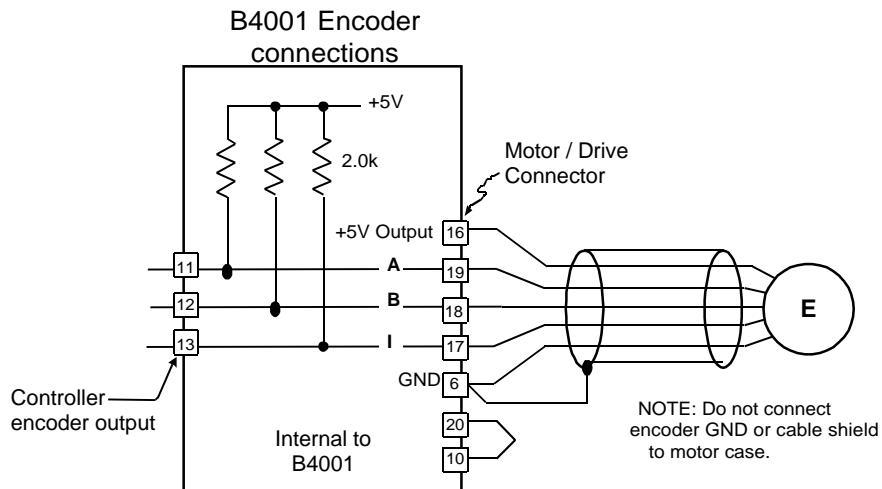 B4001 Encoder
connections
+5V
2.0k
Motor / Drive
Connector
+5V Output
16
11
A
19
12
B
18
E
13
I
17
GND
6
Controller
encoder output
NOTE: Do not connect
encoder GND or cable shield
to motor case.
20
Internal to
B4001
10